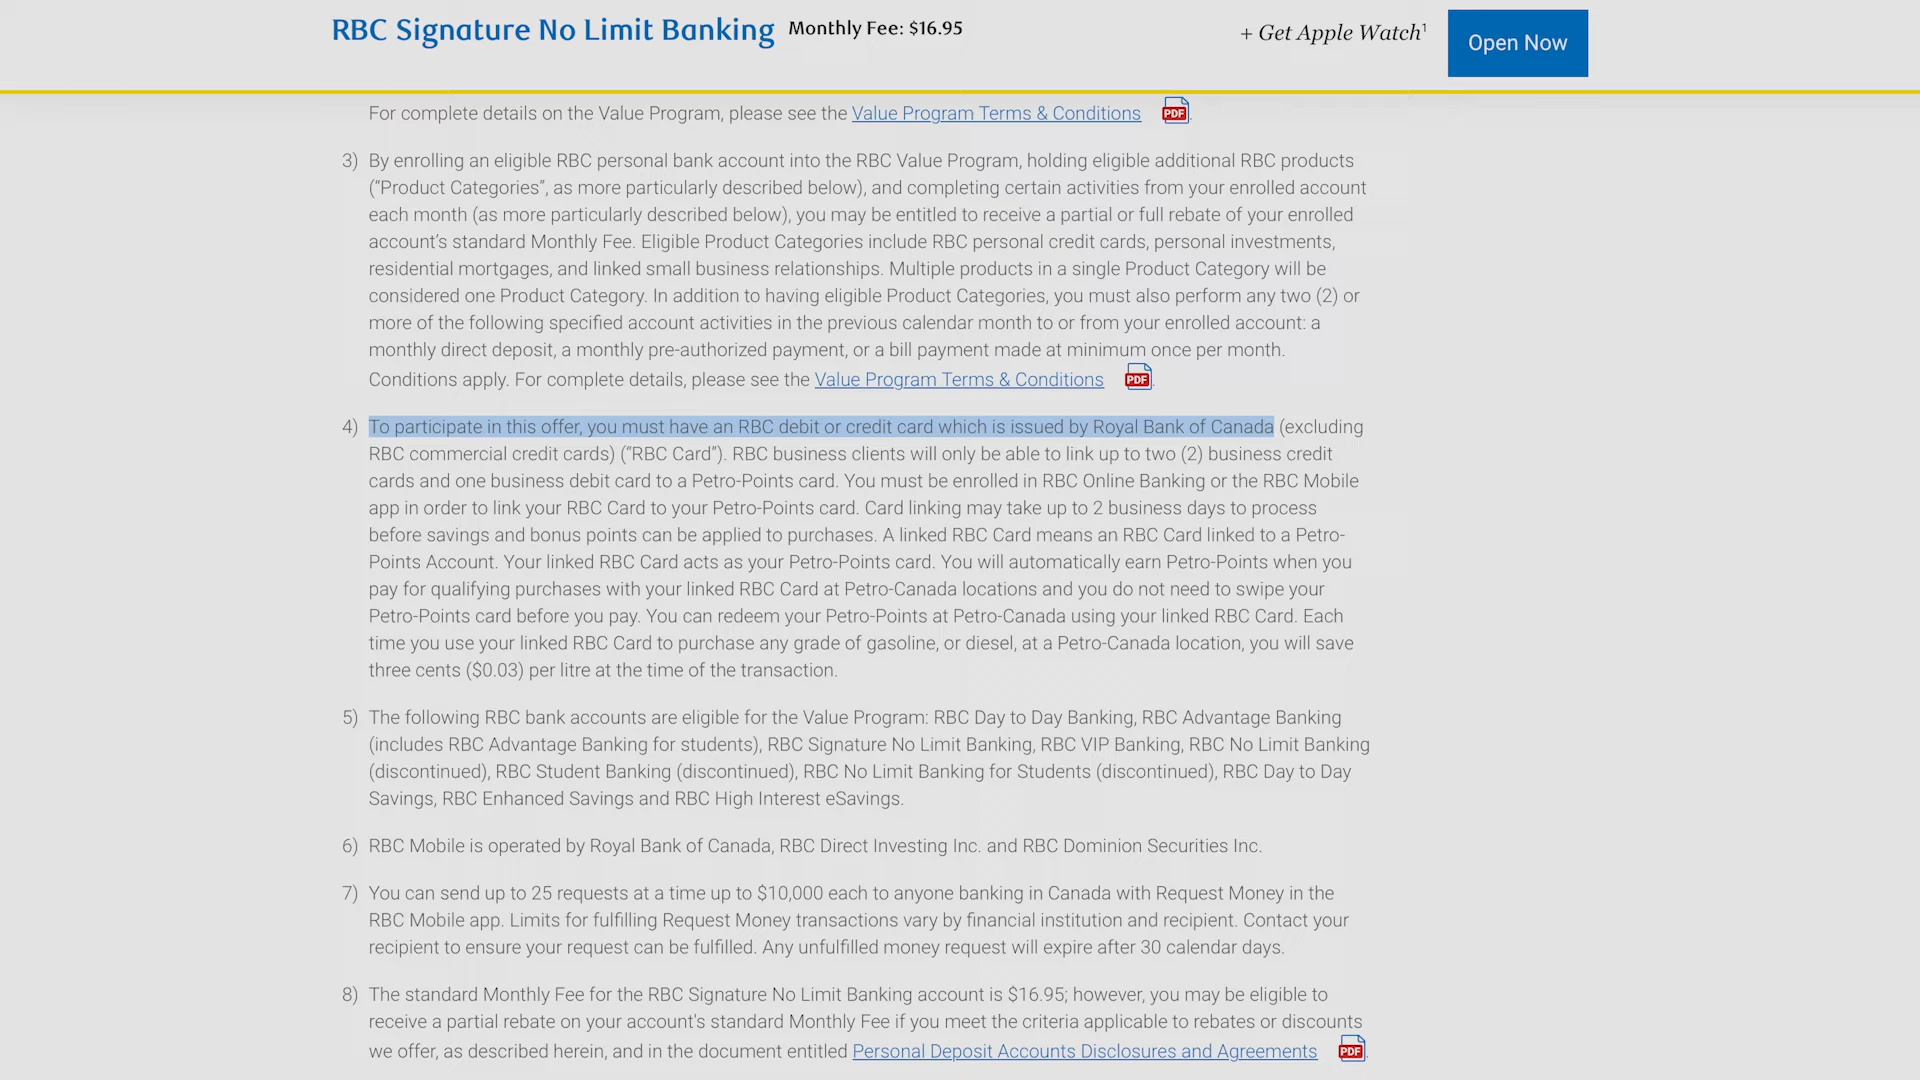 RBC Signature No Limit Banking Monthly Fee: $16.95
+ Get Apple Watch1
Open Now
For complete details on the Value Program, please see the Value Program Terms & Conditions PDF.
3) By enrolling an eligible RBC personal bank account into the RBC Value Program, holding eligible additional RBC products
(“Product Categories”, as more particularly described below), and completing certain activities from your enrolled account
each month (as more particularly described below), you may be entitled to receive a partial or full rebate of your enrolled
account’s standard Monthly Fee. Eligible Product Categories include RBC personal credit cards, personal investments,
residential mortgages, and linked small business relationships. Multiple products in a single Product Category will be
considered one Product Category. In addition to having eligible Product Categories, you must also perform any two (2) or
more of the following specified account activities in the previous calendar month to or from your enrolled account: a
monthly direct deposit, a monthly pre-authorized payment, or a bill payment made at minimum once per month.
Conditions apply. For complete details, please see the Value Program Terms & Conditions PDF.
4) To participate in this offer, you must have an RBC debit or credit card which is issued by Royal Bank of Canada (excluding
RBC commercial credit cards) (“RBC Card”). RBC business clients will only be able to link up to two (2) business credit
cards and one business debit card to a Petro-Points card. You must be enrolled in RBC Online Banking or the RBC Mobile
app in order to link your RBC Card to your Petro-Points card. Card linking may take up to 2 business days to process
before savings and bonus points can be applied to purchases. A linked RBC Card means an RBC Card linked to a Petro-
Points Account. Your linked RBC Card acts as your Petro-Points card. You will automatically earn Petro-Points when you
pay for qualifying purchases with your linked RBC Card at Petro-Canada locations and you do not need to swipe your
Petro-Points card before you pay. You can redeem your Petro-Points at Petro-Canada using your linked RBC Card. Each
time you use your linked RBC Card to purchase any grade of gasoline, or diesel, at a Petro-Canada location, you will save
three cents ($0.03) per litre at the time of the transaction.
5) The following RBC bank accounts are eligible for the Value Program: RBC Day to Day Banking, RBC Advantage Banking
(includes RBC Advantage Banking for students), RBC Signature No Limit Banking, RBC VIP Banking, RBC No Limit Banking
(discontinued), RBC Student Banking (discontinued), RBC No Limit Banking for Students (discontinued), RBC Day to Day
Savings, RBC Enhanced Savings and RBC High Interest eSavings.
6) RBC Mobile is operated by Royal Bank of Canada, RBC Direct Investing Inc. and RBC Dominion Securities Inc.
7) You can send up to 25 requests at a time up to $10,000 each to anyone banking in Canada with Request Money in the
RBC Mobile app. Limits for fulfilling Request Money transactions vary by financial institution and recipient. Contact your
recipient to ensure your request can be fulfilled. Any unfulfilled money request will expire after 30 calendar days.
8) The standard Monthly Fee for the RBC Signature No Limit Banking account is $16.95; however, you may be eligible to
receive a partial rebate on your account's standard Monthly Fee if you meet the criteria applicable to rebates or discounts
we offer, as described herein, and in the document entitled Personal Deposit Accounts Disclosures and Agreements PDF.